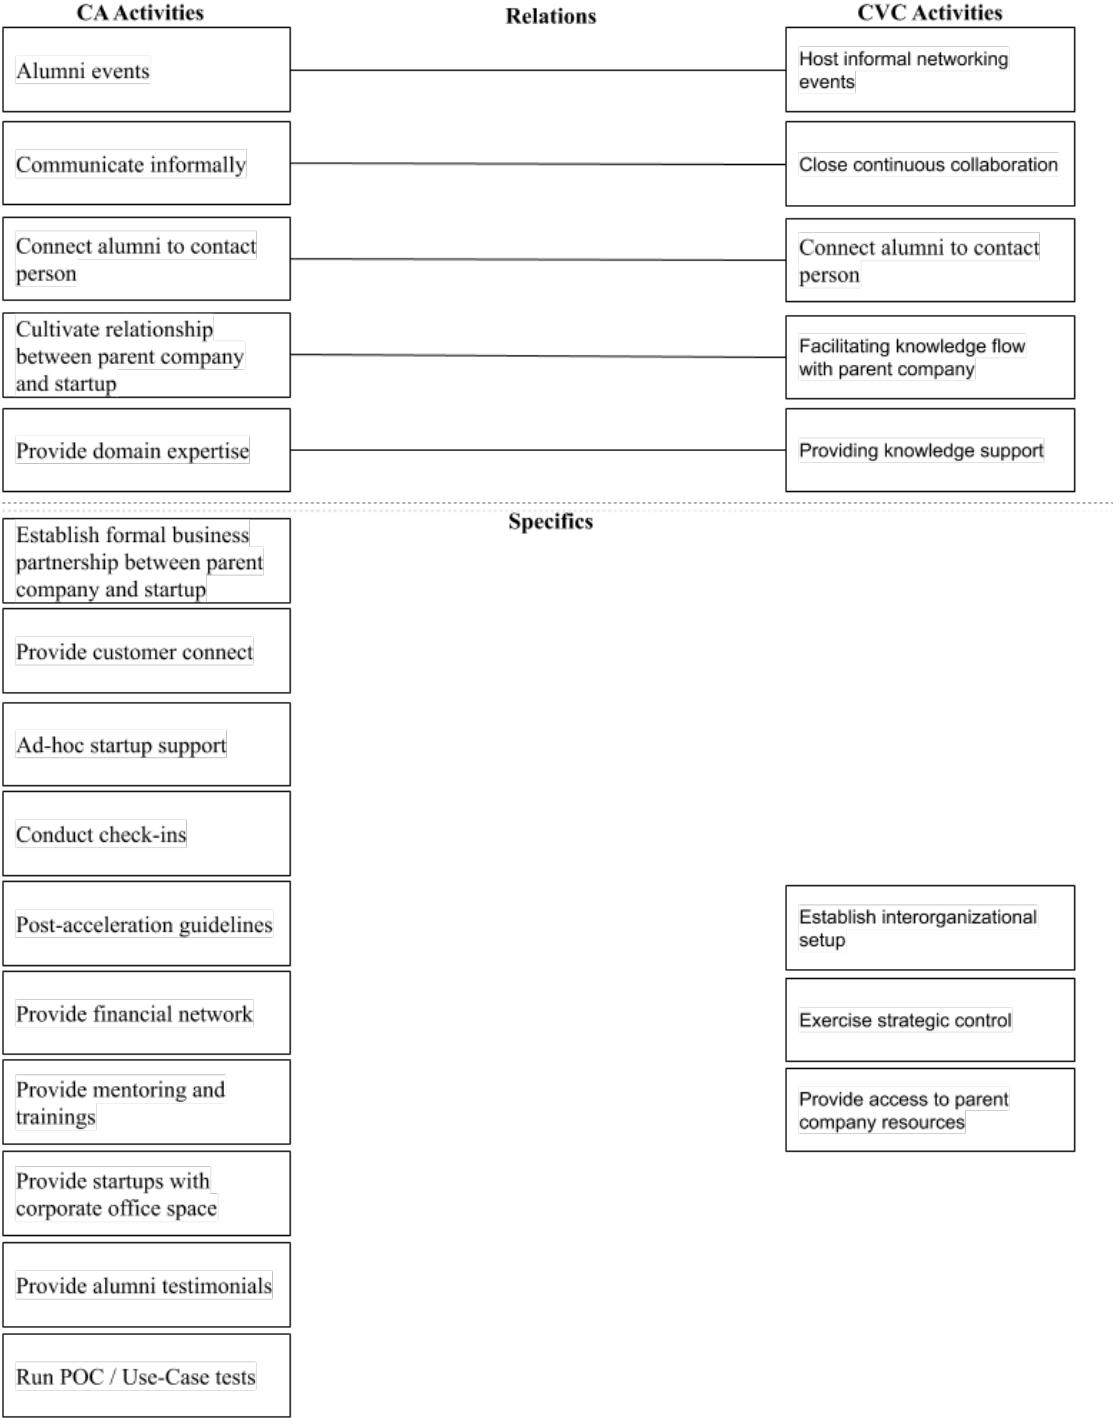 CA Activities
Relations
CVC Activities
Alumni events
Host informal networking
events
Communicate informally
Close continuous collaboration
Connect alumni to contact
person
Connect alumni to contact
person
Cultivate relationship
between parent company
and startup
Facilitating knowledge flow
with parent company
Provide domain expertise
Providing knowledge support
Specifics
Establish formal business
partnership between parent
company and startup
Provide customer connect
Ad-hoc startup support
Conduct check-ins
Post-acceleration guidelines
Establish interorganizational
setup
Provide financial network
Exercise strategic control
Provide mentoring and
trainings
Provide access to parent
company resources
Provide startups with
corporate office space
Provide alumni testimonials
Run POC / Use-Case tests